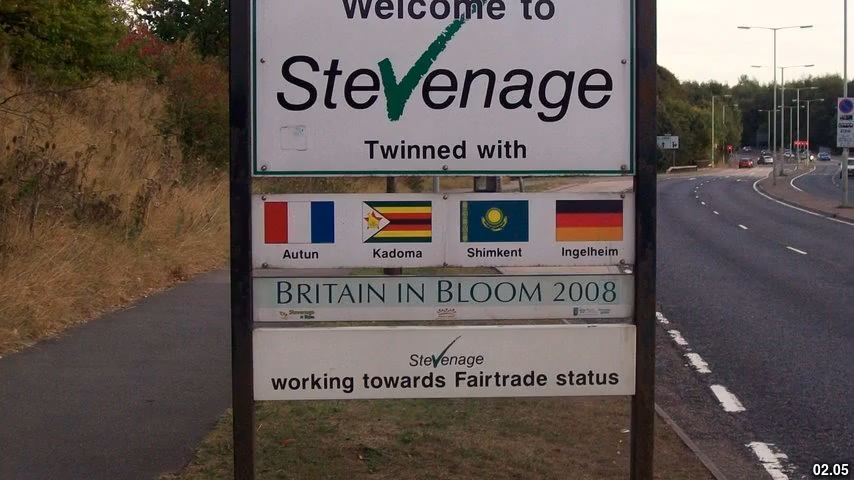 Welcome to
Stevenage
Twinned with
Autun Kadoma Shimkent Ingelheim
BRITAIN IN BLOOM 2008
Stevenage
working towards Fairtrade status
02.05